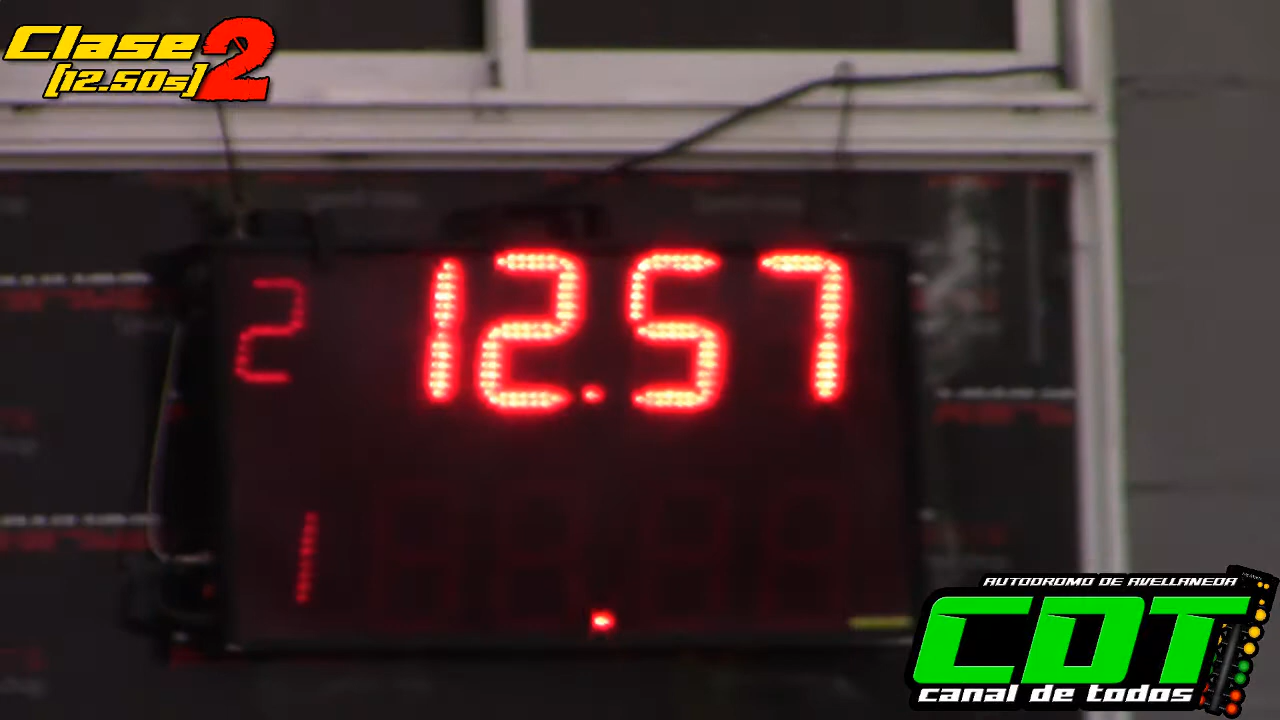 Clase 2
[12.50s]
2 12.57
1 .
AUTODROMO DE AVELLANEDA
CDT
canal de todos